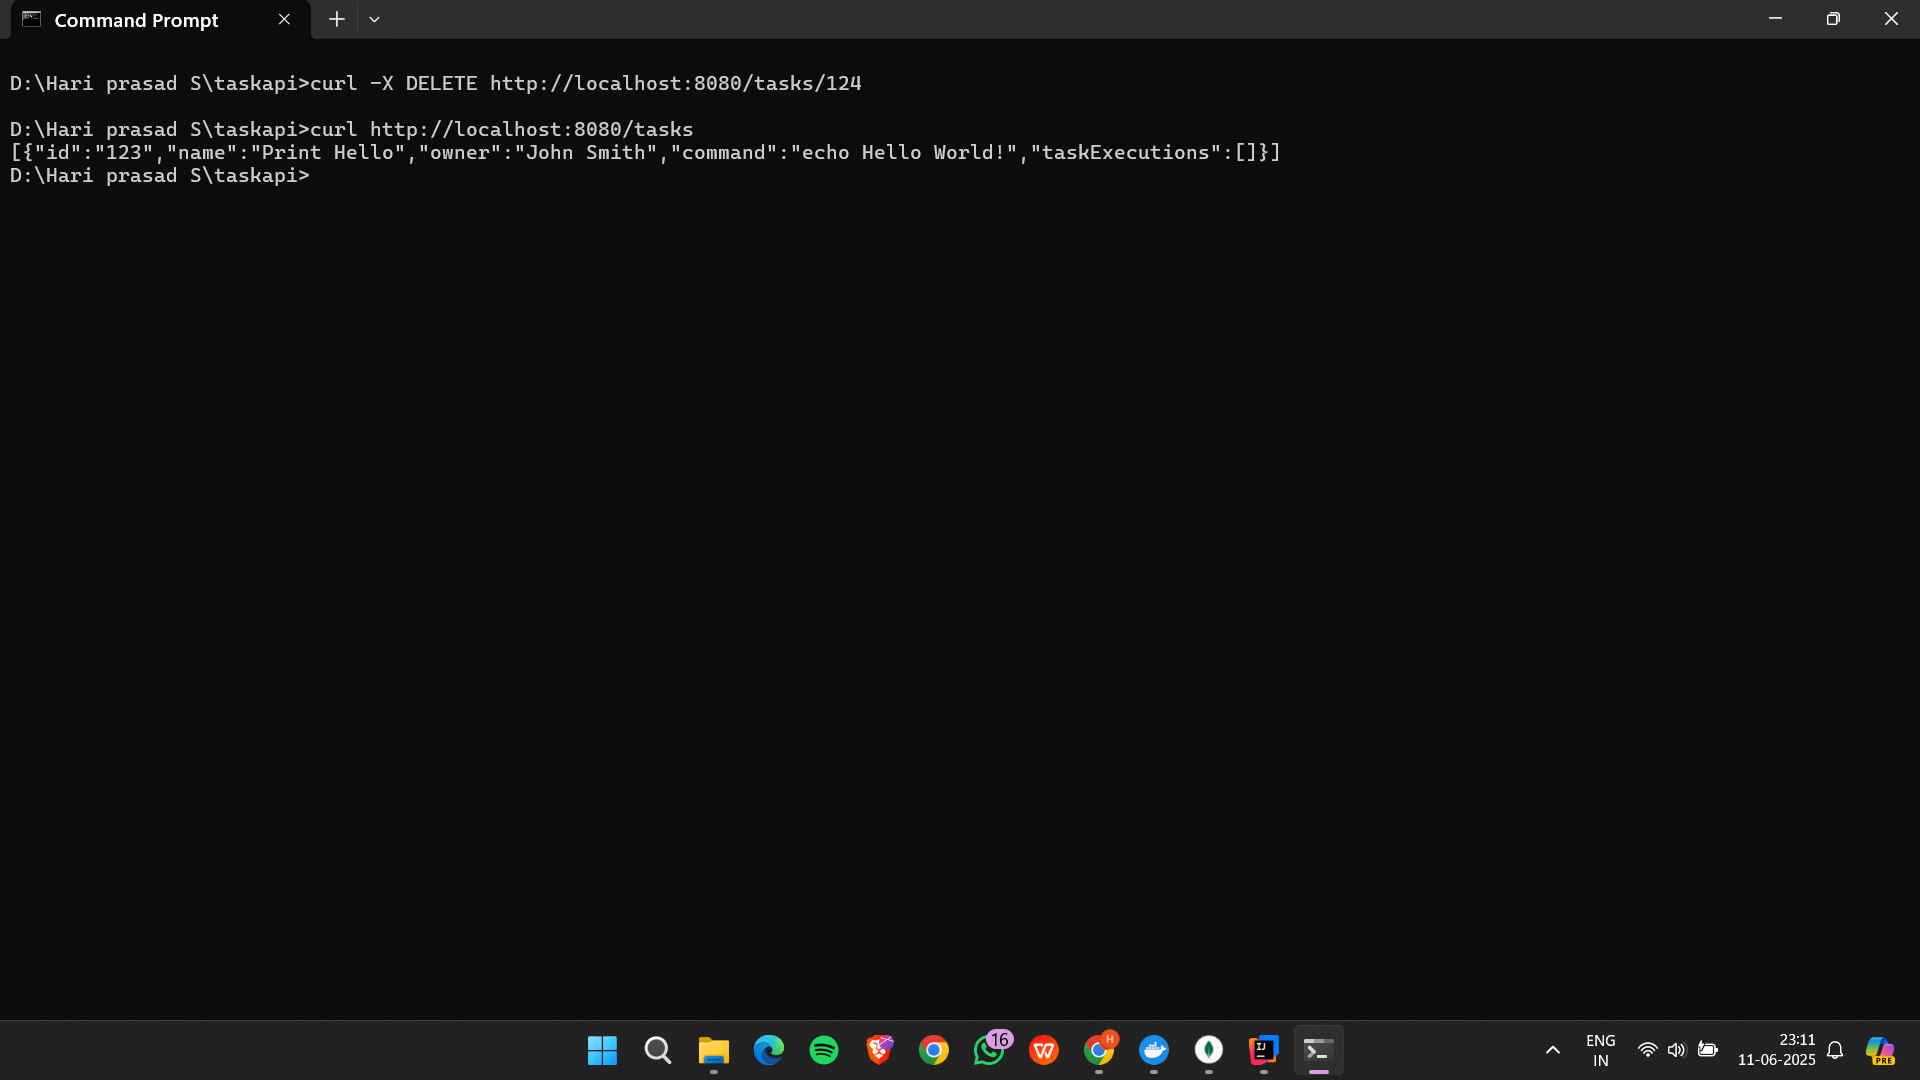 Command Prompt
D:\Hari prasad S\taskapi>curl -X DELETE http://localhost:8080/tasks/124
D:\Hari prasad S\taskapi>curl http://localhost:8080/tasks
[{"id":"123","name":"Print Hello","owner":"John Smith","command":"echo Hello World!","taskExecutions":[]}]
D:\Hari prasad S\taskapi>
16
H
IJ
ENG
IN
23:11
11-06-2025
PRE